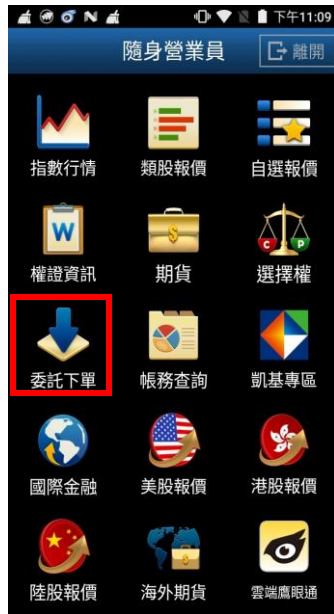 下午11:09
隨身營業員
離開
指數行情
類股報價
自選報價
W
$
C
P
權證資訊
期貨
選擇權
委託下單
帳務查詢
凱基專區
國際金融
美股報價
港股報價
陸股報價
海外期貨
雲端鷹眼通